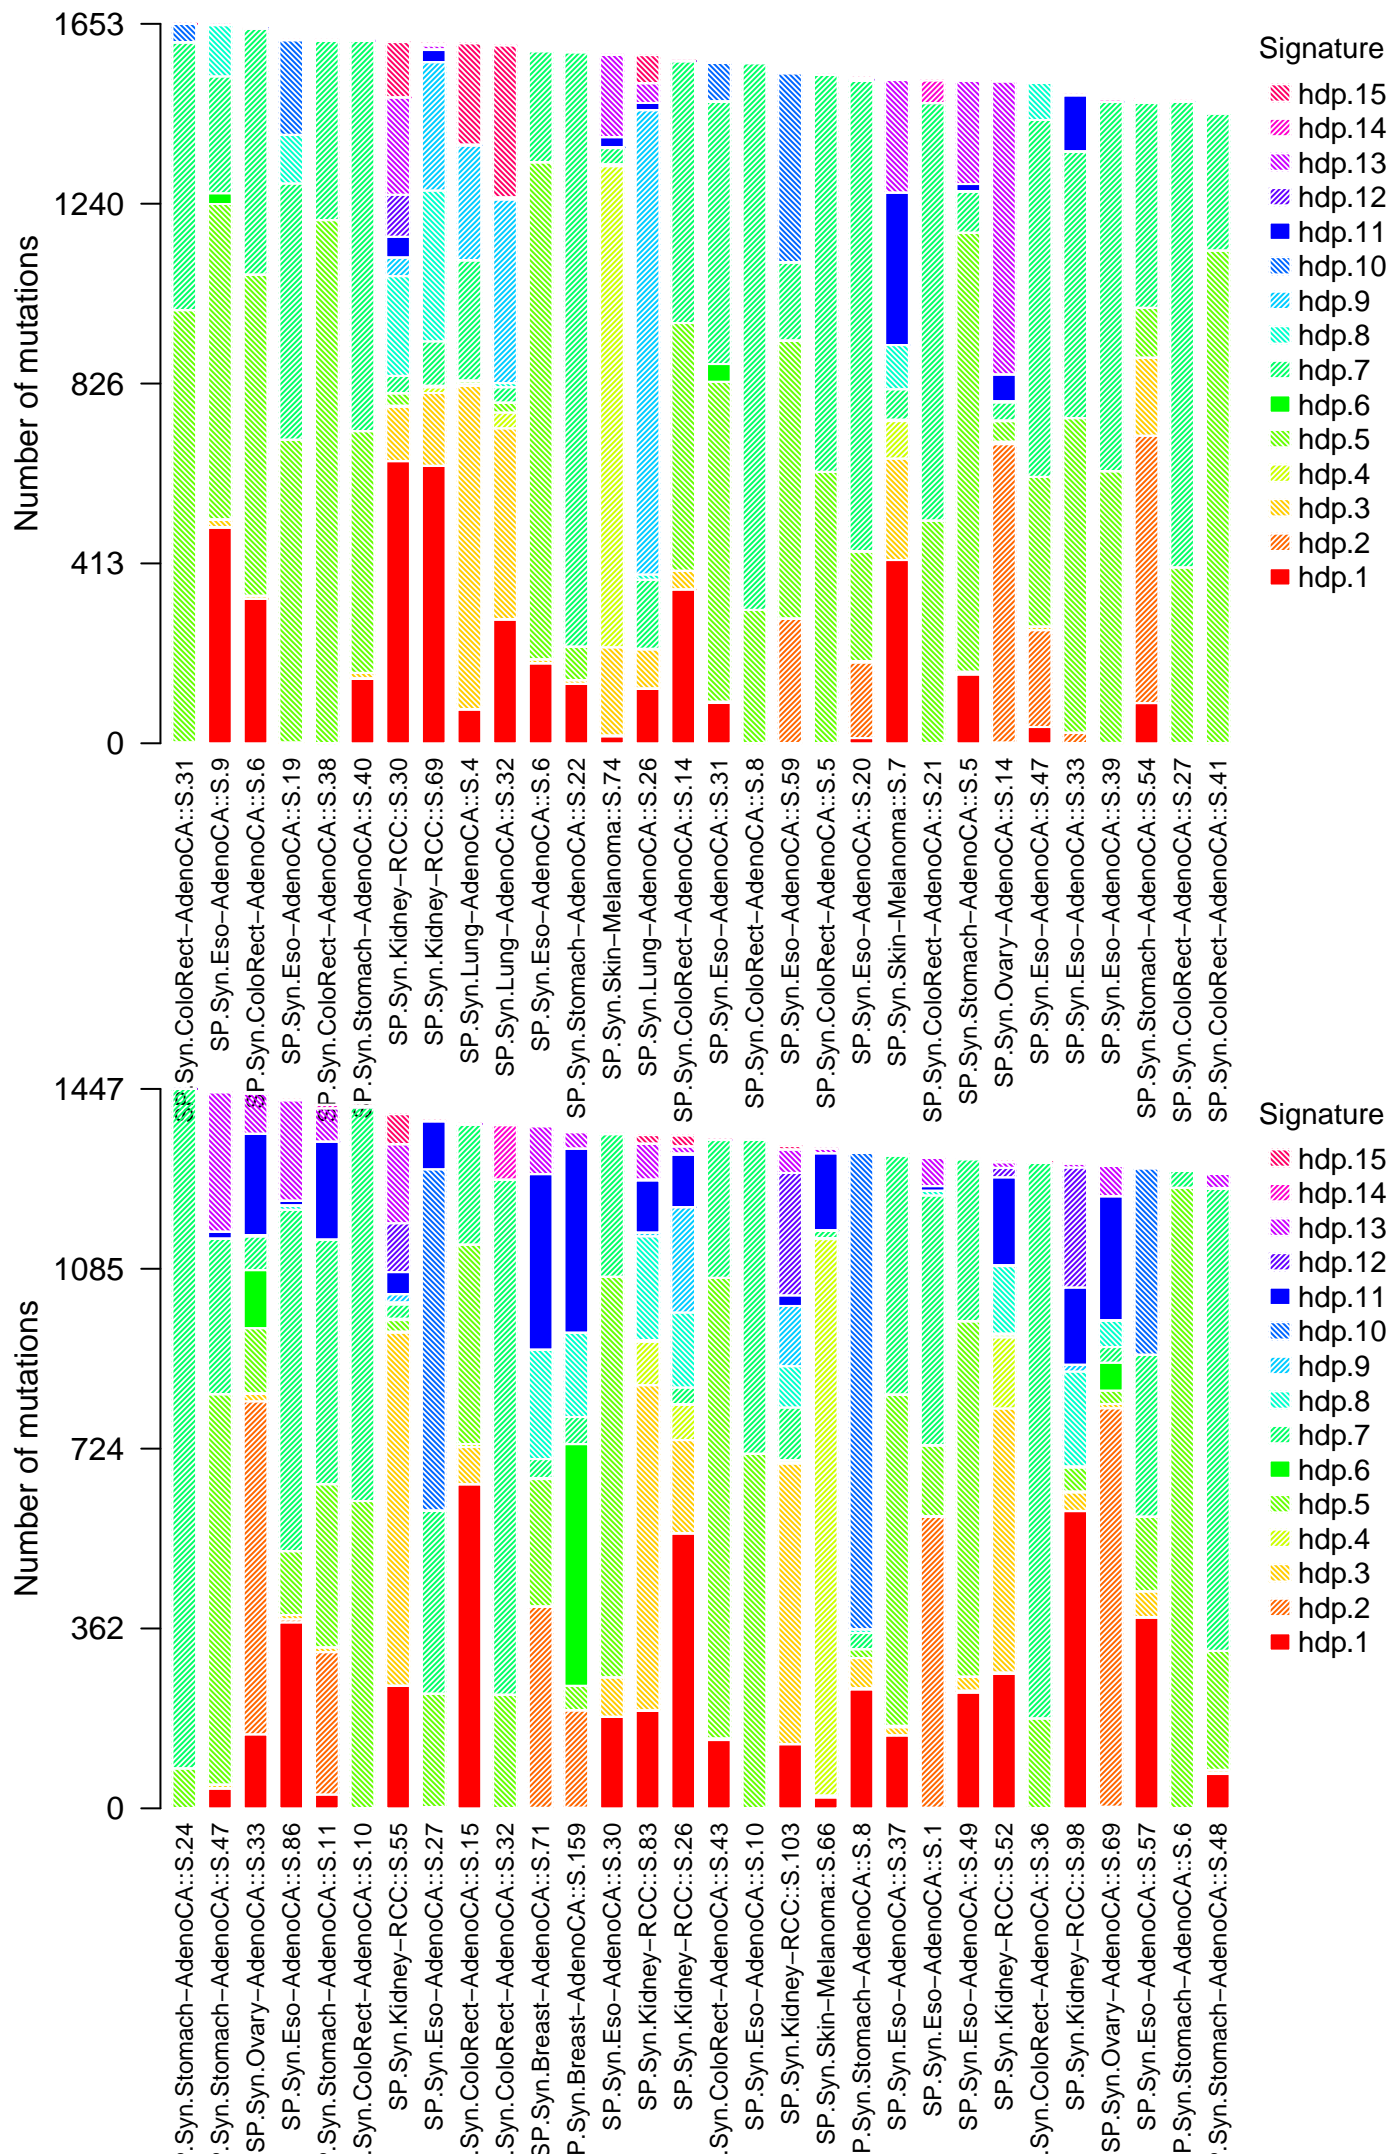 1653
1240
826
413
0
Number of mutations
Signature
hdp.15
hdp.14
hdp.13
hdp.12
hdp.11
hdp.10
hdp.9
hdp.8
hdp.7
hdp.6
hdp.5
hdp.4
hdp.3
hdp.2
hdp.1
SP.Syn.ColoRect−AdenoCA::S.31
SP.Syn.Eso−AdenoCA::S.9
SP.Syn.ColoRect−AdenoCA::S.6
SP.Syn.Eso−AdenoCA::S.19
SP.Syn.ColoRect−AdenoCA::S.38
SP.Syn.Stomach−AdenoCA::S.40
SP.Syn.Kidney−RCC::S.30
SP.Syn.Kidney−RCC::S.69
SP.Syn.Lung−AdenoCA::S.4
SP.Syn.Lung−AdenoCA::S.32
SP.Syn.Eso−AdenoCA::S.6
SP.Syn.Stomach−AdenoCA::S.22
SP.Syn.Skin−Melanoma::S.74
SP.Syn.Lung−AdenoCA::S.26
SP.Syn.ColoRect−AdenoCA::S.14
SP.Syn.Eso−AdenoCA::S.31
SP.Syn.ColoRect−AdenoCA::S.8
SP.Syn.Eso−AdenoCA::S.59
SP.Syn.ColoRect−AdenoCA::S.5
SP.Syn.Eso−AdenoCA::S.20
SP.Syn.Skin−Melanoma::S.7
SP.Syn.ColoRect−AdenoCA::S.21
SP.Syn.Stomach−AdenoCA::S.5
SP.Syn.Ovary−AdenoCA::S.14
SP.Syn.Eso−AdenoCA::S.47
SP.Syn.Eso−AdenoCA::S.33
SP.Syn.Eso−AdenoCA::S.39
SP.Syn.Stomach−AdenoCA::S.54
SP.Syn.ColoRect−AdenoCA::S.27
SP.Syn.ColoRect−AdenoCA::S.41
1447
1085
724
362
0
Number of mutations
Signature
hdp.15
hdp.14
hdp.13
hdp.12
hdp.11
hdp.10
hdp.9
hdp.8
hdp.7
hdp.6
hdp.5
hdp.4
hdp.3
hdp.2
hdp.1
P.Syn.Stomach−AdenoCA::S.24
SP.Syn.Stomach−AdenoCA::S.47
SP.Syn.Ovary−AdenoCA::S.33
SP.Syn.Eso−AdenoCA::S.86
SP.Syn.Stomach−AdenoCA::S.11
.Syn.ColoRect−AdenoCA::S.10
SP.Syn.Kidney−RCC::S.55
SP.Syn.Eso−AdenoCA::S.27
.Syn.ColoRect−AdenoCA::S.15
.Syn.ColoRect−AdenoCA::S.32
SP.Syn.Breast−AdenoCA::S.71
P.Syn.Breast−AdenoCA::S.159
SP.Syn.Eso−AdenoCA::S.30
SP.Syn.Kidney−RCC::S.83
SP.Syn.Kidney−RCC::S.26
.Syn.ColoRect−AdenoCA::S.43
SP.Syn.Eso−AdenoCA::S.10
SP.Syn.Kidney−RCC::S.103
SP.Syn.Skin−Melanoma::S.66
P.Syn.Stomach−AdenoCA::S.8
SP.Syn.Eso−AdenoCA::S.37
SP.Syn.Eso−AdenoCA::S.1
SP.Syn.Eso−AdenoCA::S.49
SP.Syn.Kidney−RCC::S.52
.Syn.ColoRect−AdenoCA::S.36
SP.Syn.Kidney−RCC::S.98
SP.Syn.Ovary−AdenoCA::S.69
SP.Syn.Eso−AdenoCA::S.57
P.Syn.Stomach−AdenoCA::S.6
.Syn.Stomach−AdenoCA::S.48